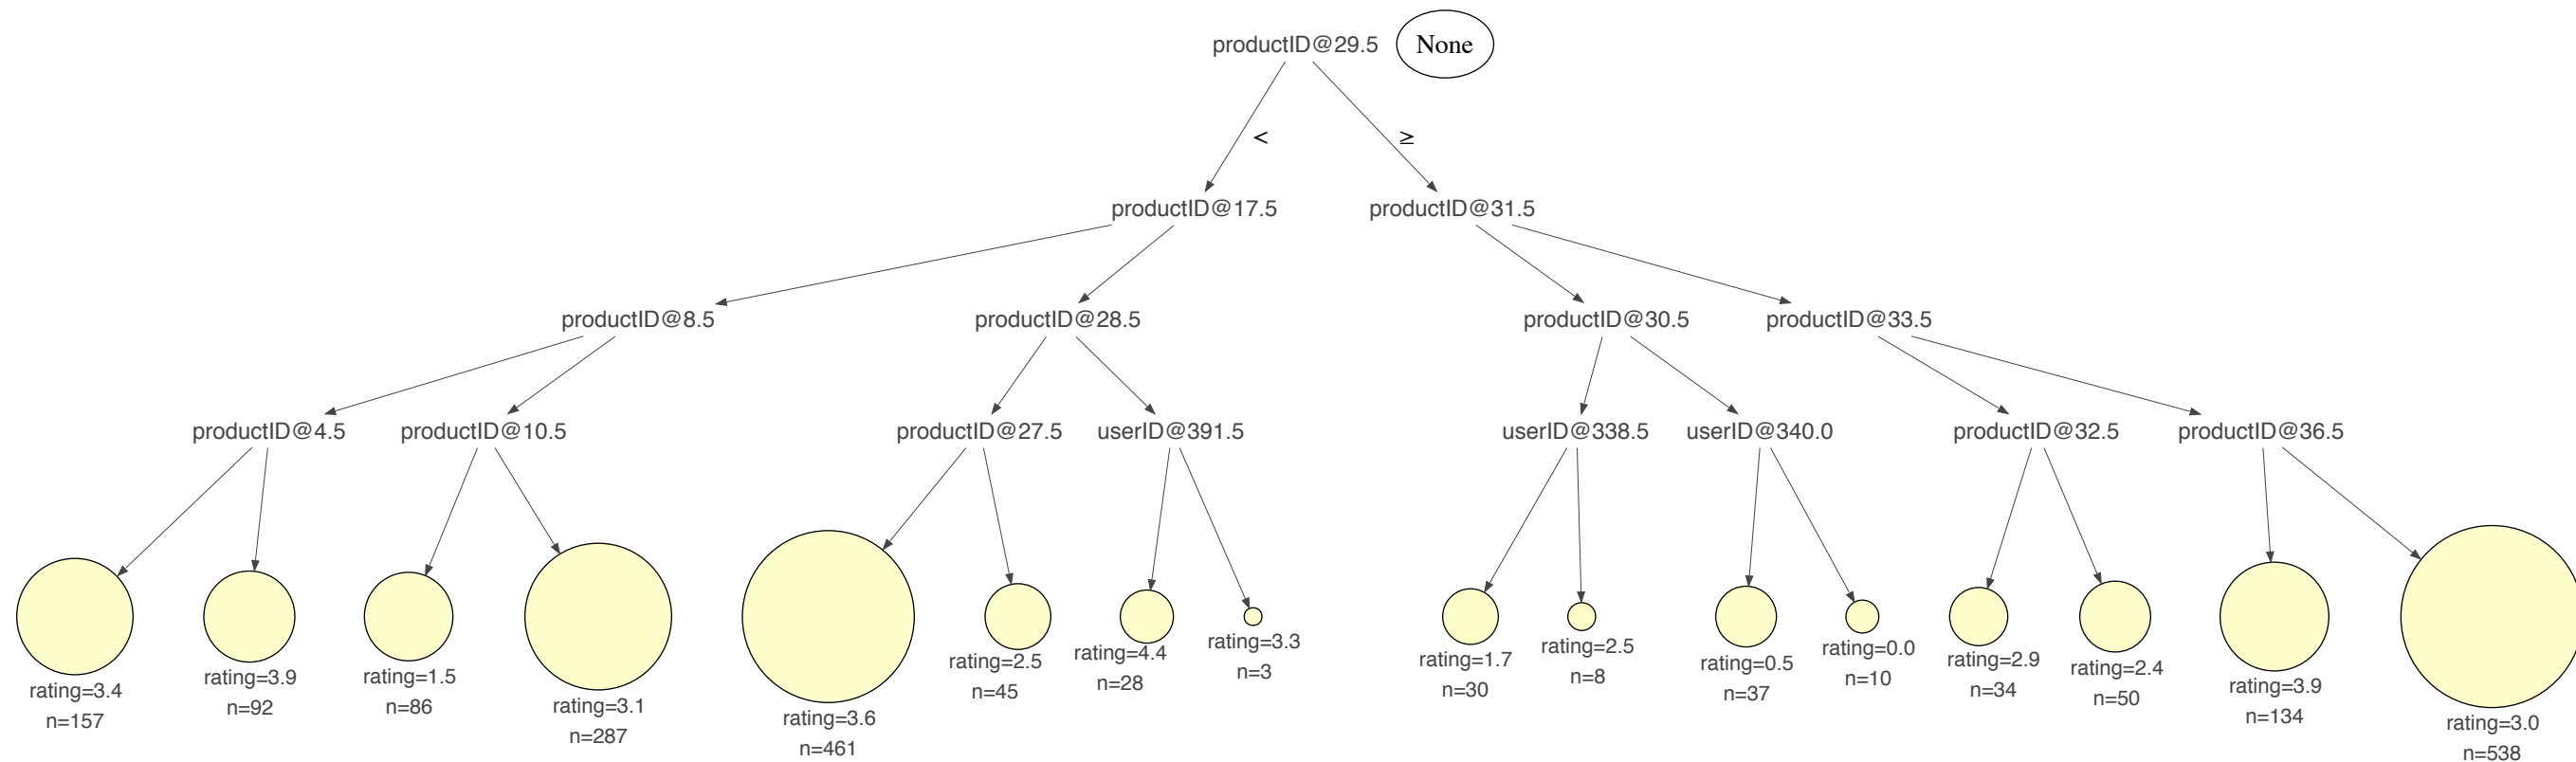 productID@29.5
None
<
≥
productID@17.5
productID@31.5
productID@8.5
productID@28.5
productID@30.5
productID@33.5
productID@4.5
productID@10.5
productID@27.5
userID@391.5
userID@338.5
userID@340.0
productID@32.5
productID@36.5
rating=3.4
n=157
rating=3.9
n=92
rating=1.5
n=86
rating=3.1
n=287
rating=3.6
n=461
rating=2.5
n=45
rating=4.4
n=28
rating=3.3
n=3
rating=1.7
n=30
rating=2.5
n=8
rating=0.5
n=37
rating=0.0
n=10
rating=2.9
n=34
rating=2.4
n=50
rating=3.9
n=134
rating=3.0
n=538